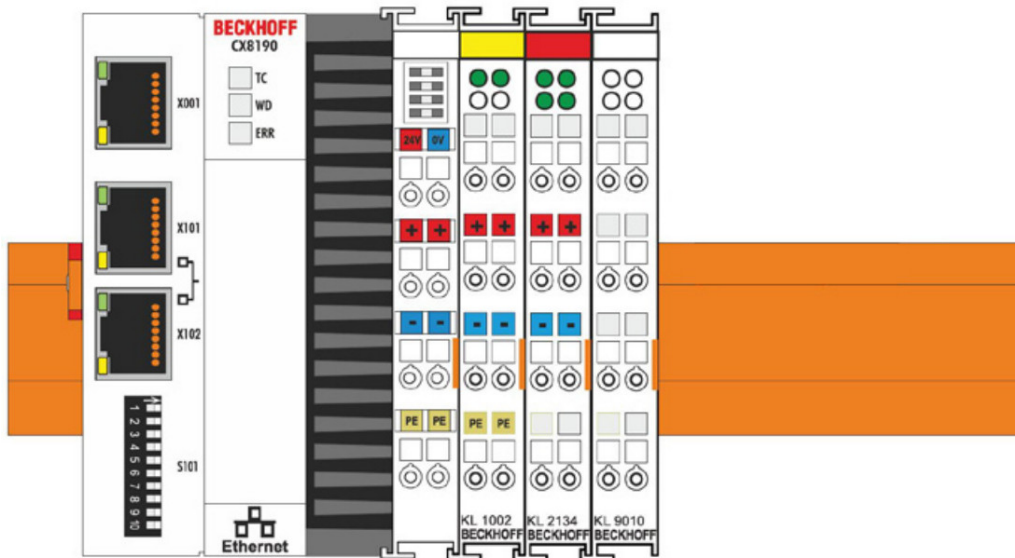 BECKHOFF
CX8190
TC
WD
ERR
X001
X101
X102
1
2
3
4
5
6
7
8
9
10
S101
Ethernet
24V 0V
+ +
- -
PE PE
+ +
- -
PE PE
KL 1002
BECKHOFF
+ +
- -
KL 2134
BECKHOFF
KL 9010
BECKHOFF